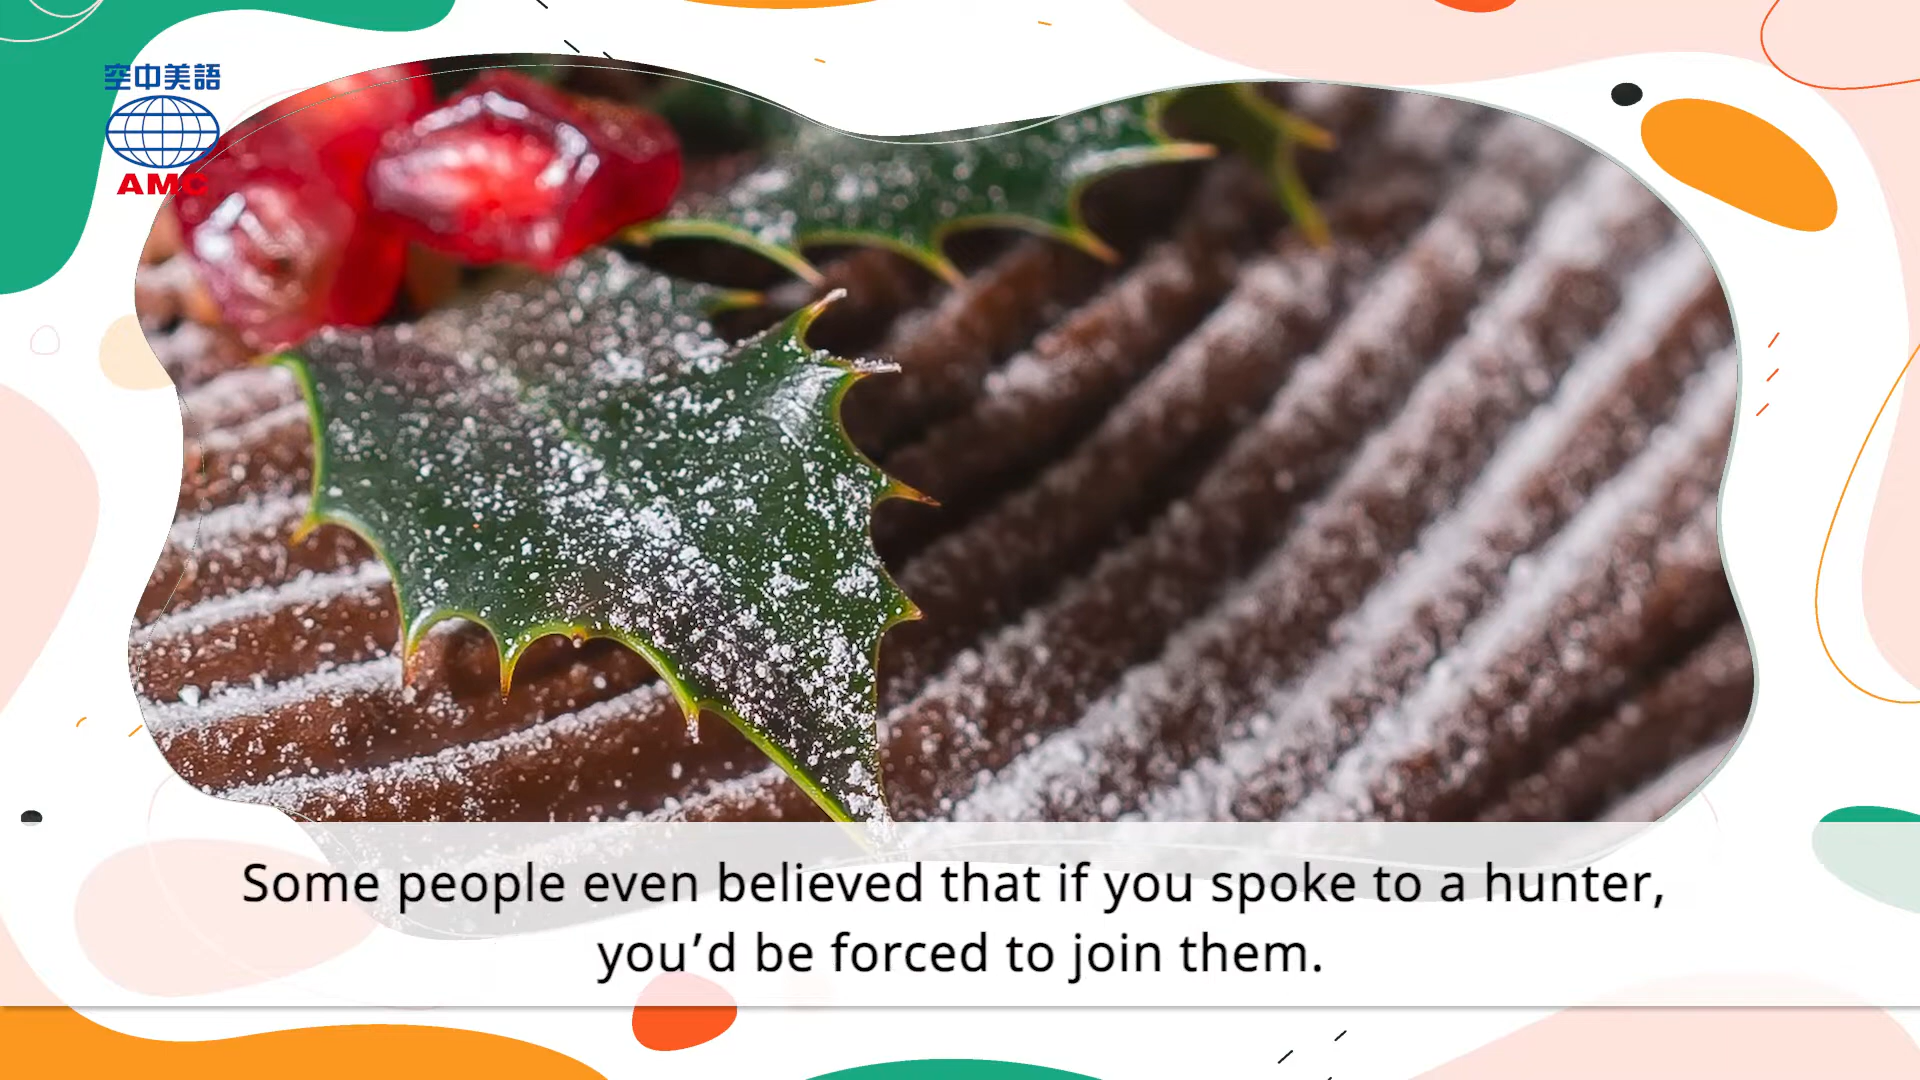 空中美語
AMC
Some people even believed that if you spoke to a hunter,
you’d be forced to join them.